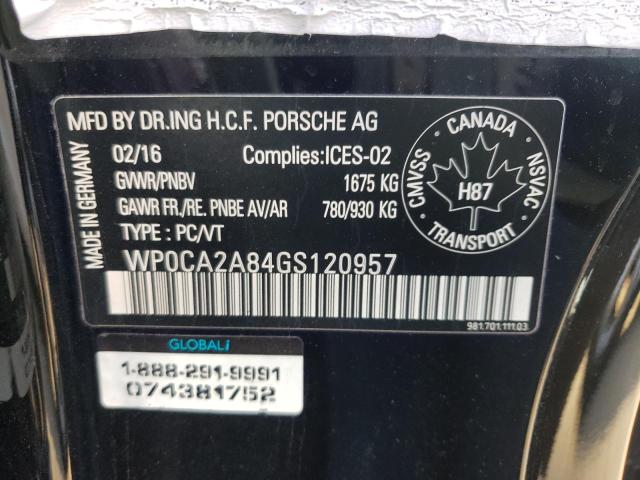 MFD BY DR.ING H.C.F. PORSCHE AG
MADE IN GERMANY
02/16 Complies:ICES-02
GVWR/PNBV 1675 KG
GAWR FR./RE. PNBE AV/AR 780/930 KG
TYPE : PC/VT
WP0CA2A84GS120957
CANADA
CMVSS
NSVAC
H87
TRANSPORT
981.701.111.03
GLOBALi
1-888-291-9991
074381752